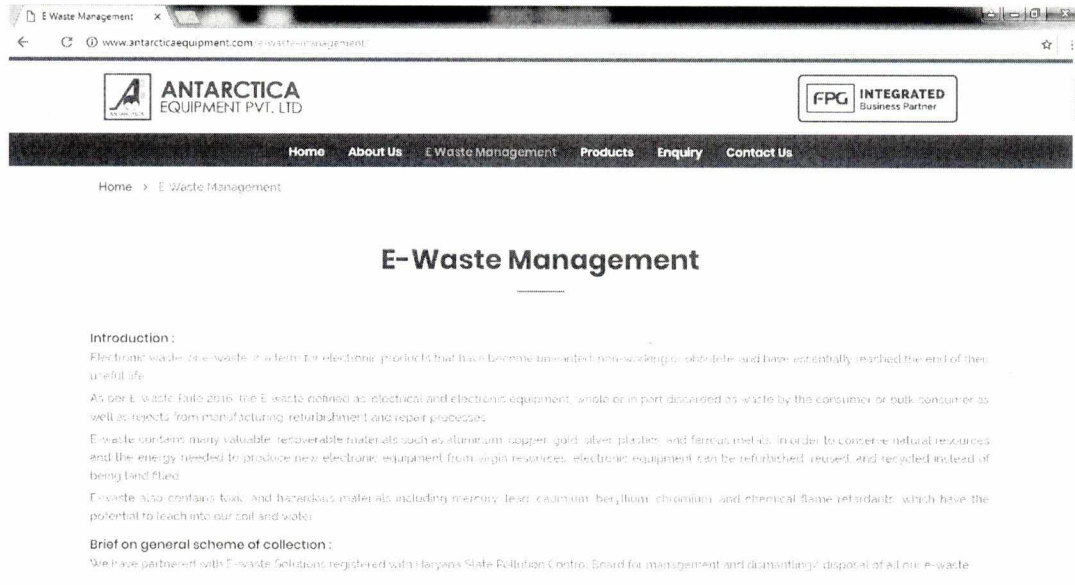 E Waste Management
www.antarcticaequipment.com/e-waste-management
ANTARCTICA
EQUIPMENT PVT. LTD
FPG INTEGRATED
Business Partner
Home About Us E Waste Management Products Enquiry Contact Us
Home > E Waste Management
E-Waste Management
Introduction :
Electronic waste or e-waste is a term for electronic products that have become unwanted, non-working or obsolete, and have essentially reached the end of their
useful life
As per E-waste Rule 2016, the E-waste defined as electrical and electronic equipment, whole or in part discarded as waste by the consumer or bulk consumer as
well as rejects from manufacturing, refurbishment and repair processes
E-waste contains many valuable, recoverable materials such as aluminum, copper, gold, silver, plastics, and ferrous metals. In order to conserve natural resources
and the energy needed to produce new electronic equipment from virgin resources, electronic equipment can be refurbished, reused, and recycled instead of
being land filled
E-waste also contains toxic and hazardous materials including mercury, lead, cadmium, beryllium, chromium, and chemical flame retardants, which have the
potential to leach into our soil and water
Brief on general scheme of collection :
We have partnered with E-waste Solutions registered with Haryana State Pollution Control Board for management and dismantling/ disposal of all our e-waste